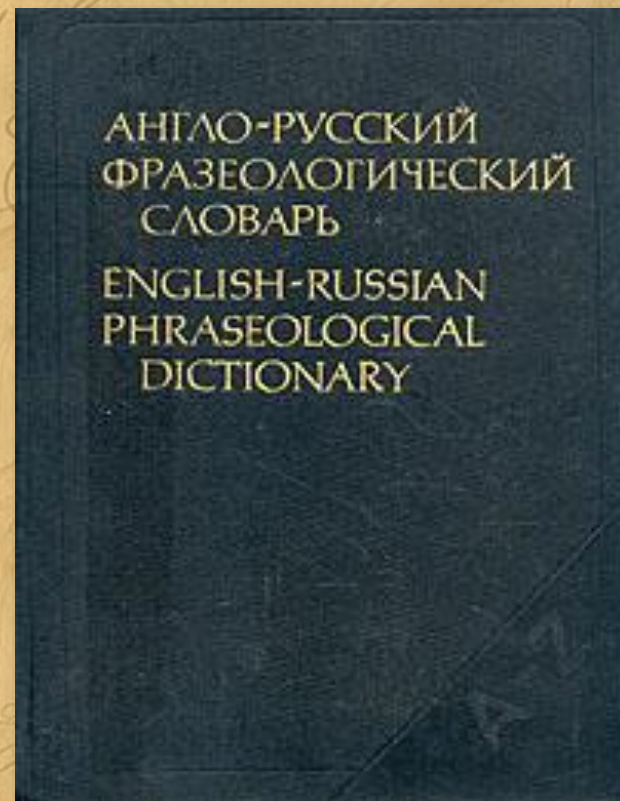 АНГЛО-РУССКИЙ
ФРАЗЕОЛОГИЧЕСКИЙ
СЛОВАРЬ
ENGLISH-RUSSIAN
PHRASEOLOGICAL
DICTIONARY
A-Z